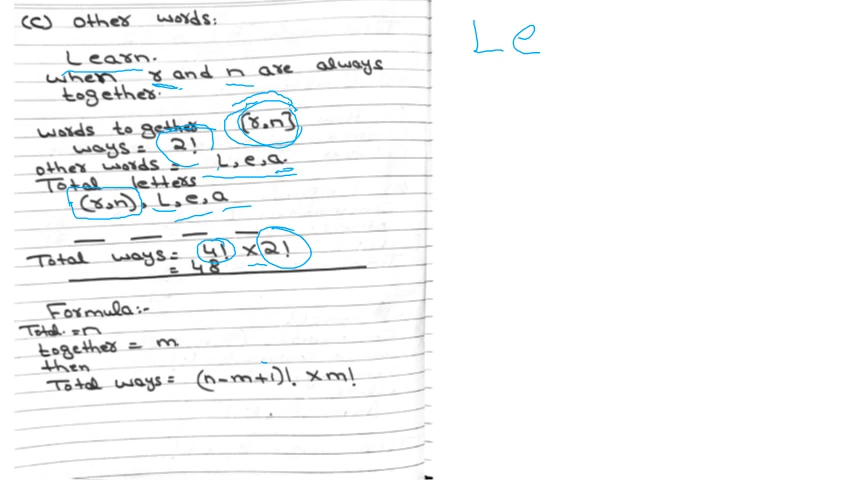 (C) Other words:
Learn.
when r and n are always
together.
words to gether (r,n}
ways = 2!
other words = L, e, a.
Total letters
(r,n), L, e, a
Total ways = 4! × 2!
= 48
Formula:-
Total = n
together = m
then
Total ways = (n-m+1)! × m!
Le